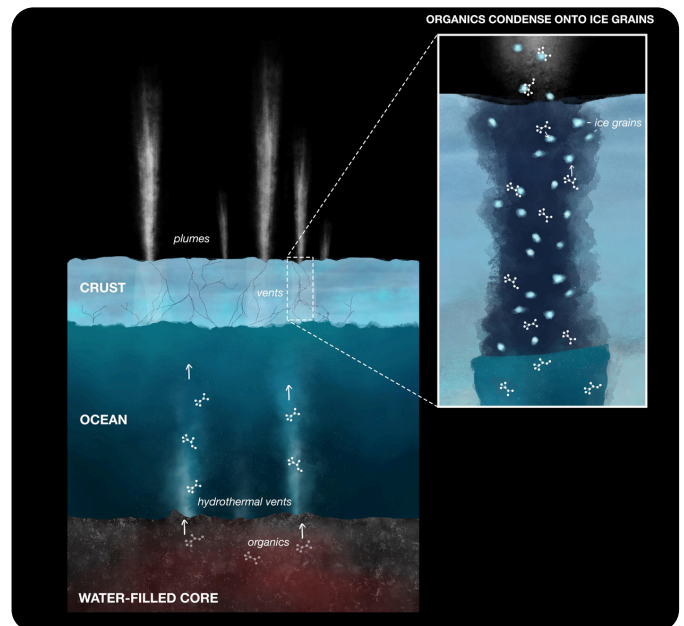 ORGANICS CONDENSE ONTO ICE GRAINS
ice grains
plumes
CRUST
vents
OCEAN
hydrothermal vents
organics
WATER-FILLED CORE